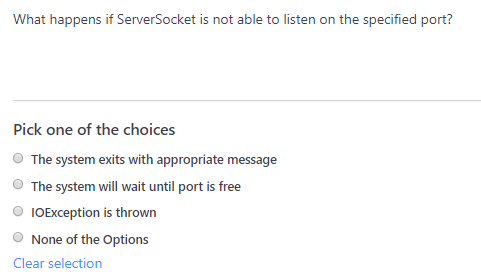 What happens if ServerSocket is not able to listen on the specified port?
Pick one of the choices
The system exits with appropriate message
The system will wait until port is free
IOException is thrown
None of the Options
Clear selection